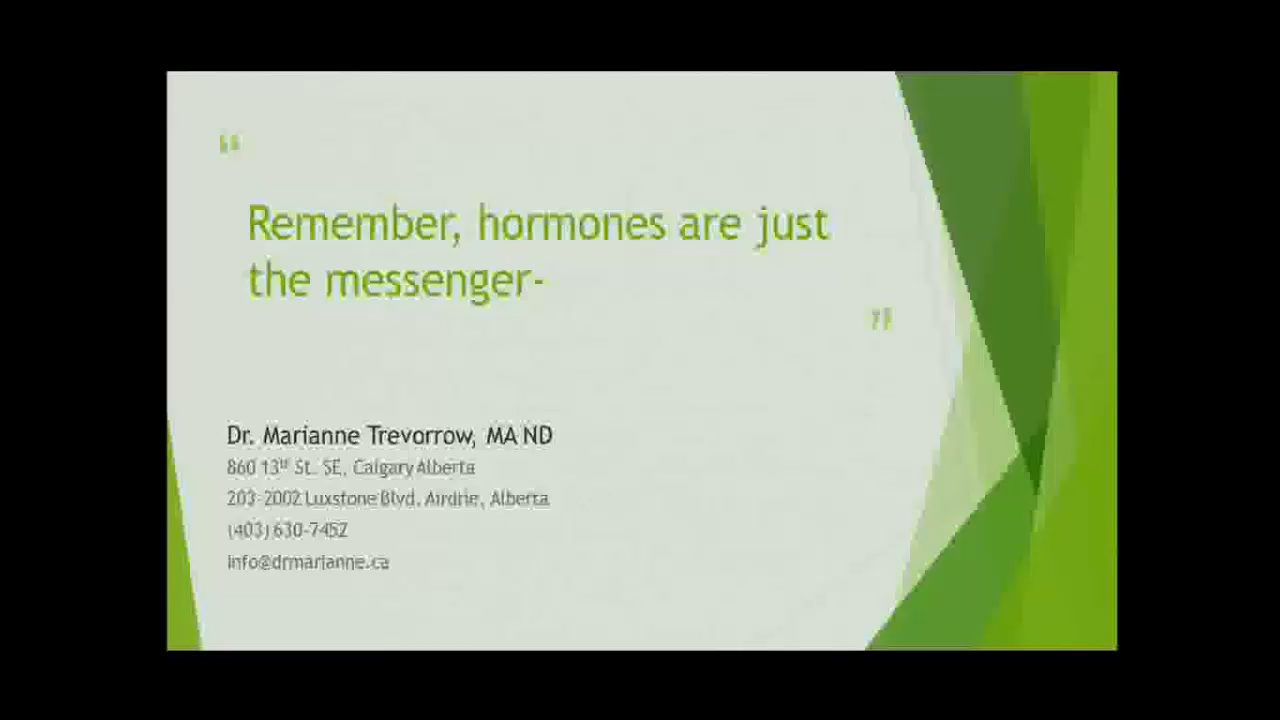 “
Remember, hormones are just
the messenger-
”
Dr. Marianne Trevorrow, MA ND
860 13st St. SE, Calgary Alberta
203-2002 Luxstone Blvd, Airdrie, Alberta
(403) 630-7452
info@drmarianne.ca